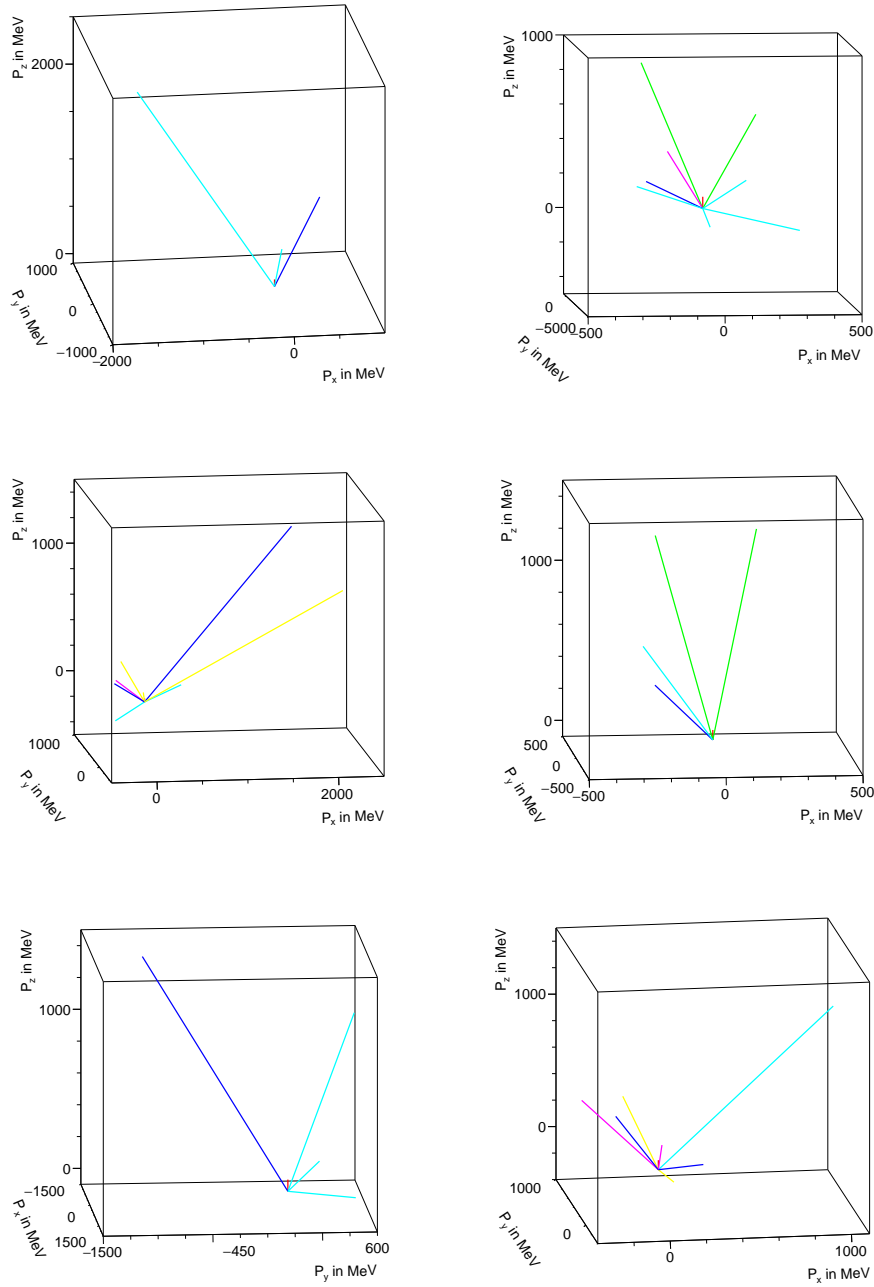 P_z in MeV
2000
0
1000
0
−1000
P_y in MeV
−2000
0
P_x in MeV
1000
P_z in MeV
0
0
−5000
P_y in MeV
−500
0
500
P_x in MeV
P_z in MeV
1000
0
1000
0
P_y in MeV
0
2000
P_x in MeV
P_z in MeV
1000
0
500
0
−500
P_y in MeV
−500
0
500
P_x in MeV
P_z in MeV
1000
0
−1500
0
1500
P_x in MeV
−1500
−450
600
P_y in MeV
P_z in MeV
1000
0
1000
0
P_y in MeV
0
1000
P_x in MeV